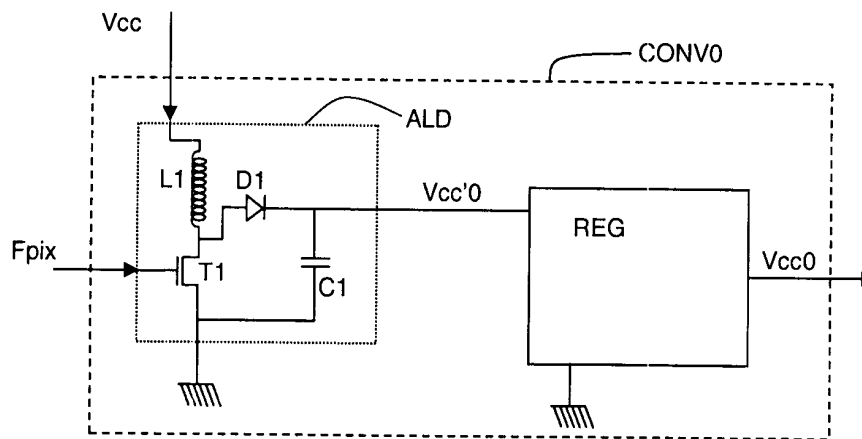 Vcc
CONV0
ALD
L1
D1
Vcc'0
REG
Fpix
T1
C1
Vcc0